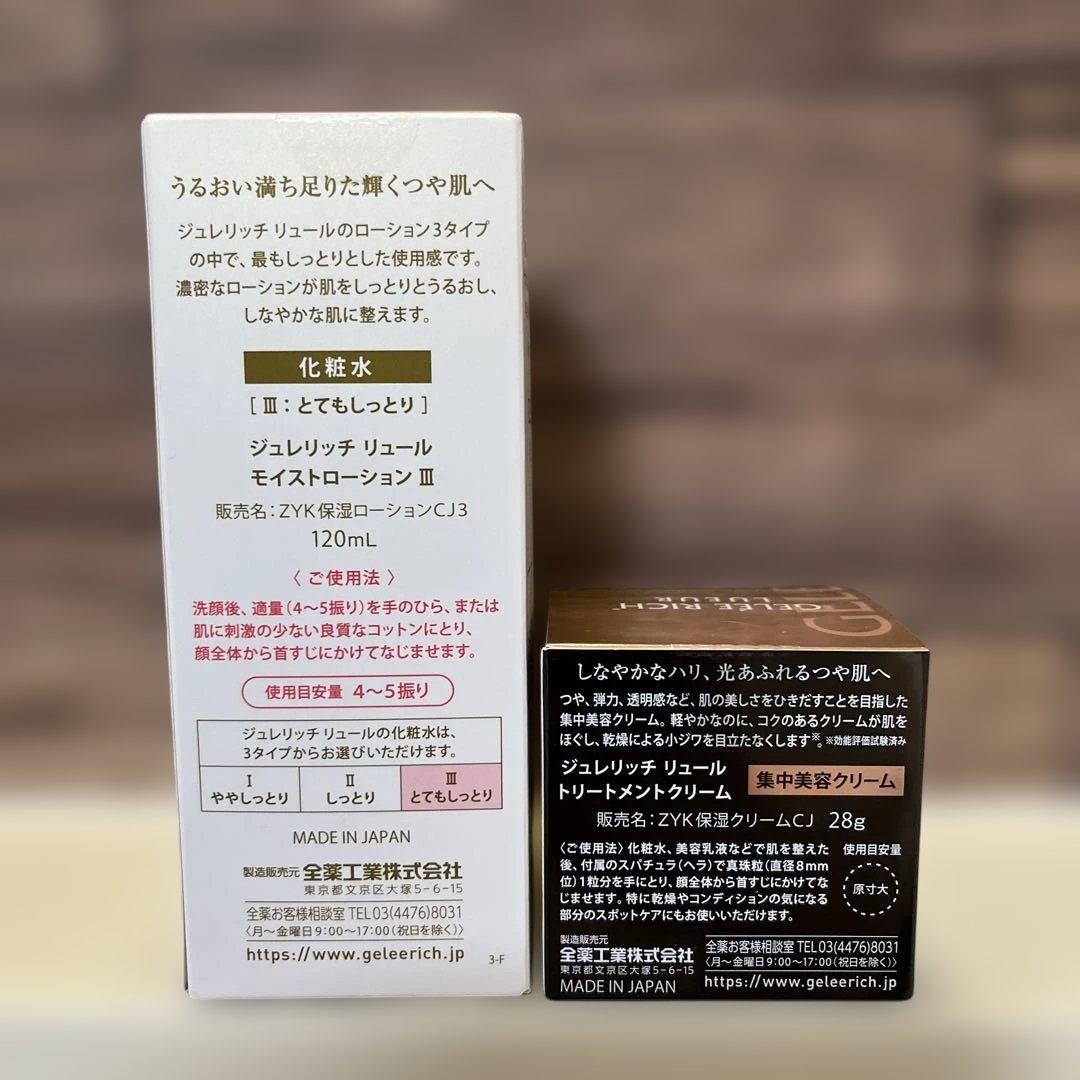 うるおい満ち足りた輝くつや肌へ
ジュレリッチ リュールのローション3タイプ
の中で、最もしっとりとした使用感です。
濃密なローションが肌をしっとりとうるおし、
しなやかな肌に整えます。
化粧水
[ Ⅲ：とてもしっとり ]
ジュレリッチ リュール
モイストローション Ⅲ
販売名：ZYK保湿ローションCJ3
120mL
〈 ご使用法 〉
洗顔後、適量（4〜5振り）を手のひら、または
肌に刺激の少ない良質なコットンにとり、
顔全体から首すじにかけてなじませます。
使用目安量 4〜5振り
ジュレリッチ リュールの化粧水は、
3タイプからお選びいただけます。
Ⅰ Ⅱ Ⅲ
ややしっとり しっとり とてもしっとり
MADE IN JAPAN
製造販売元 全薬工業株式会社
東京都文京区大塚5-6-15
全薬お客様相談室 TEL 03(4476)8031
〈月〜金曜日9:00〜17:00(祝日を除く)〉
https://www.geleerich.jp
3-F
GELÉE RICH
LUEUR
しなやかなハリ、光あふれるつや肌へ
つや、弾力、透明感など、肌の美しさをひきだすことを目指した
集中美容クリーム。軽やかなのに、コクのあるクリームが肌を
ほぐし、乾燥による小ジワを目立たなくします※。※効能評価試験済み
ジュレリッチ リュール
トリートメントクリーム
集中美容クリーム
販売名：ZYK保湿クリームCJ 28g
〈ご使用法〉化粧水、美容乳液などで肌を整えた
後、付属のスパチュラ（ヘラ）で真珠粒（直径8mm
位）1粒分を手にとり、顔全体から首すじにかけてな
じませます。特に乾燥やコンディションの気になる
部分のスポットケアにもお使いいただけます。
使用目安量
原寸大
製造販売元
全薬工業株式会社
東京都文京区大塚5-6-15
MADE IN JAPAN
全薬お客様相談室 TEL 03(4476)8031
〈月〜金曜日9:00〜17:00(祝日を除く)〉
https://www.geleerich.jp